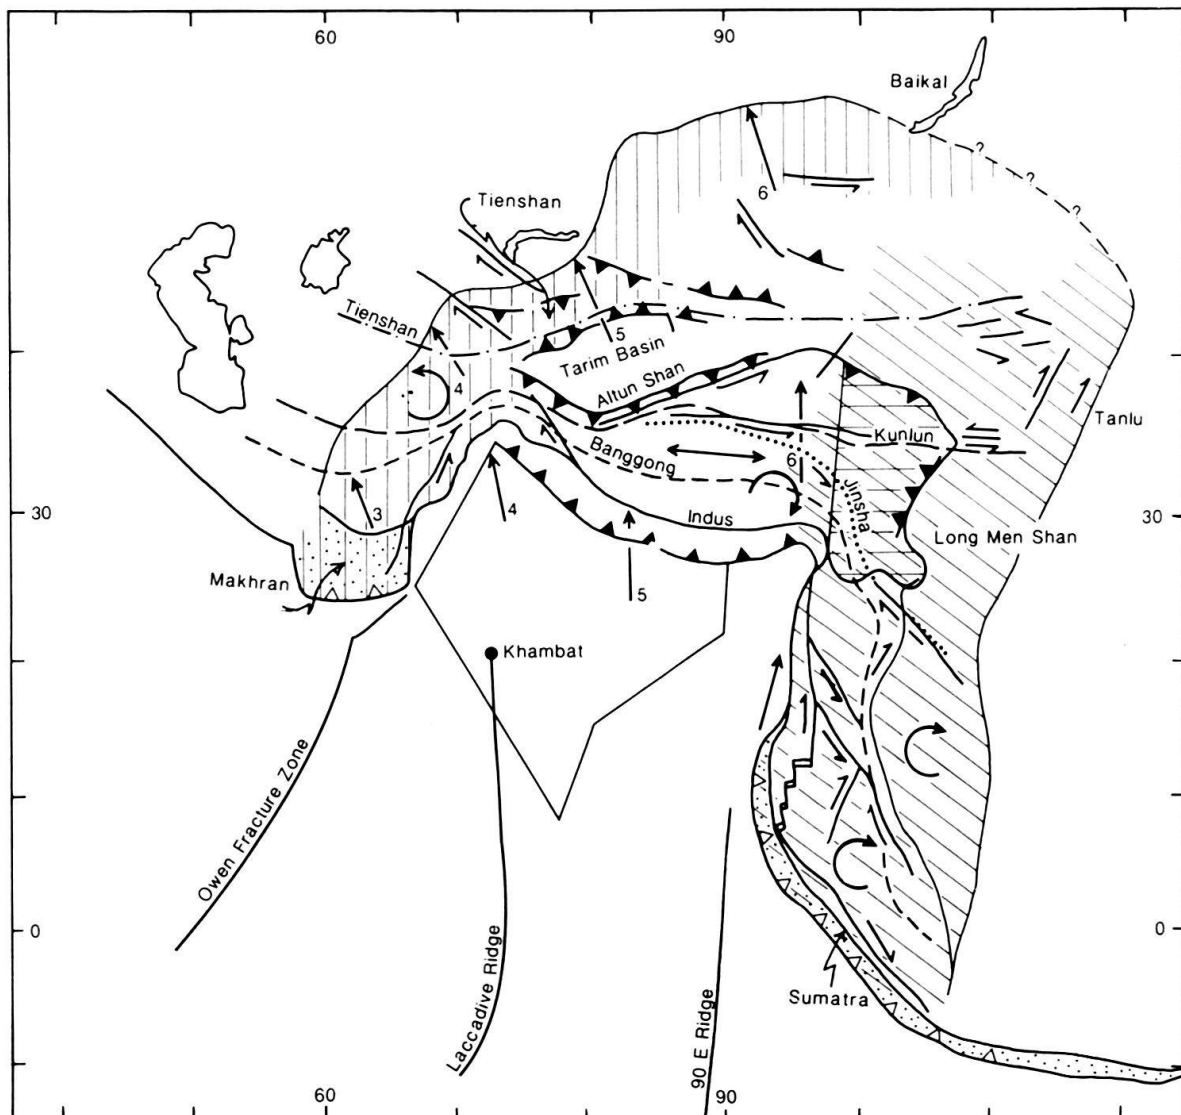 60
90
Baikal
6
Tienshan
Tienshan
5
Tarim Basin
4
Altun Shan
Tanlu
Kunlun
Banggong
6
Jinsha
30
3
4
Indus
30
Long Men Shan
Makhran
5
Khambat
Owen Fracture Zone
0
0
Laccadive Ridge
90 E Ridge
Sumatra
60
90
?
?
?